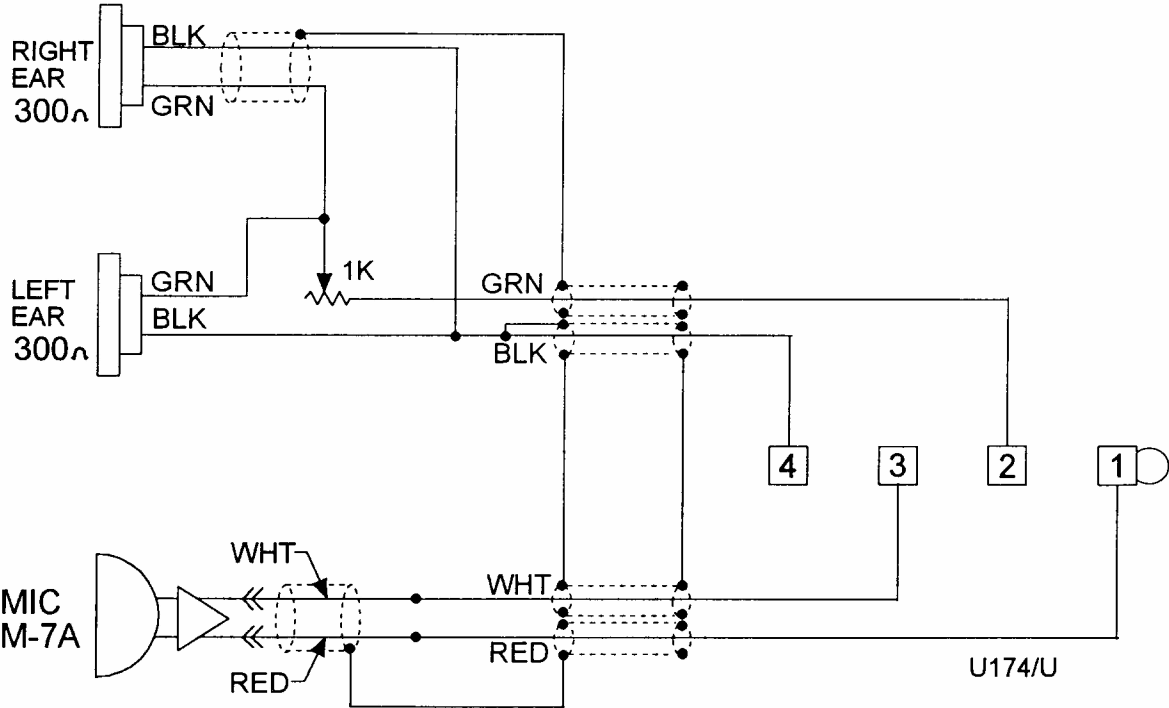 BLK
RIGHT
EAR
300Ω
GRN
1K
GRN
LEFT
EAR
300Ω
BLK
GRN
BLK
4
3
2
1
WHT
WHT
MIC
M-7A
RED
RED
U174/U